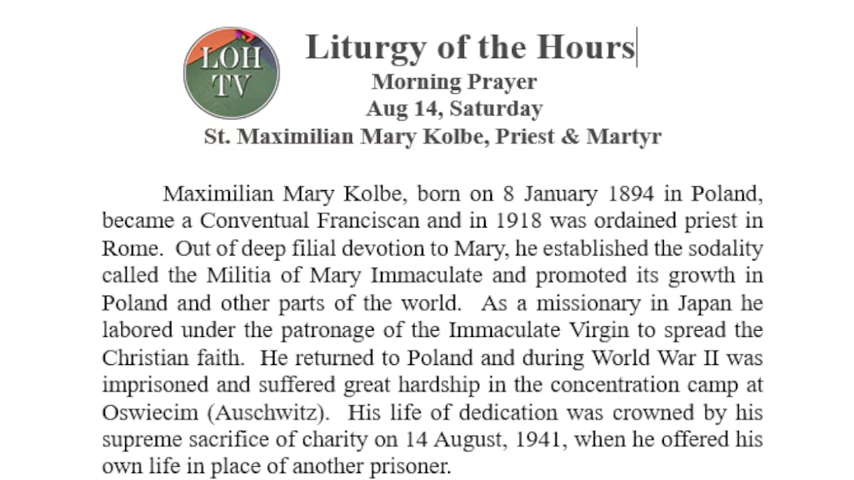 LOH
TV
Liturgy of the Hours
Morning Prayer
Aug 14, Saturday
St. Maximilian Mary Kolbe, Priest & Martyr
Maximilian Mary Kolbe, born on 8 January 1894 in Poland,
became a Conventual Franciscan and in 1918 was ordained priest in
Rome. Out of deep filial devotion to Mary, he established the sodality
called the Militia of Mary Immaculate and promoted its growth in
Poland and other parts of the world. As a missionary in Japan he
labored under the patronage of the Immaculate Virgin to spread the
Christian faith. He returned to Poland and during World War II was
imprisoned and suffered great hardship in the concentration camp at
Oswiecim (Auschwitz). His life of dedication was crowned by his
supreme sacrifice of charity on 14 August, 1941, when he offered his
own life in place of another prisoner.